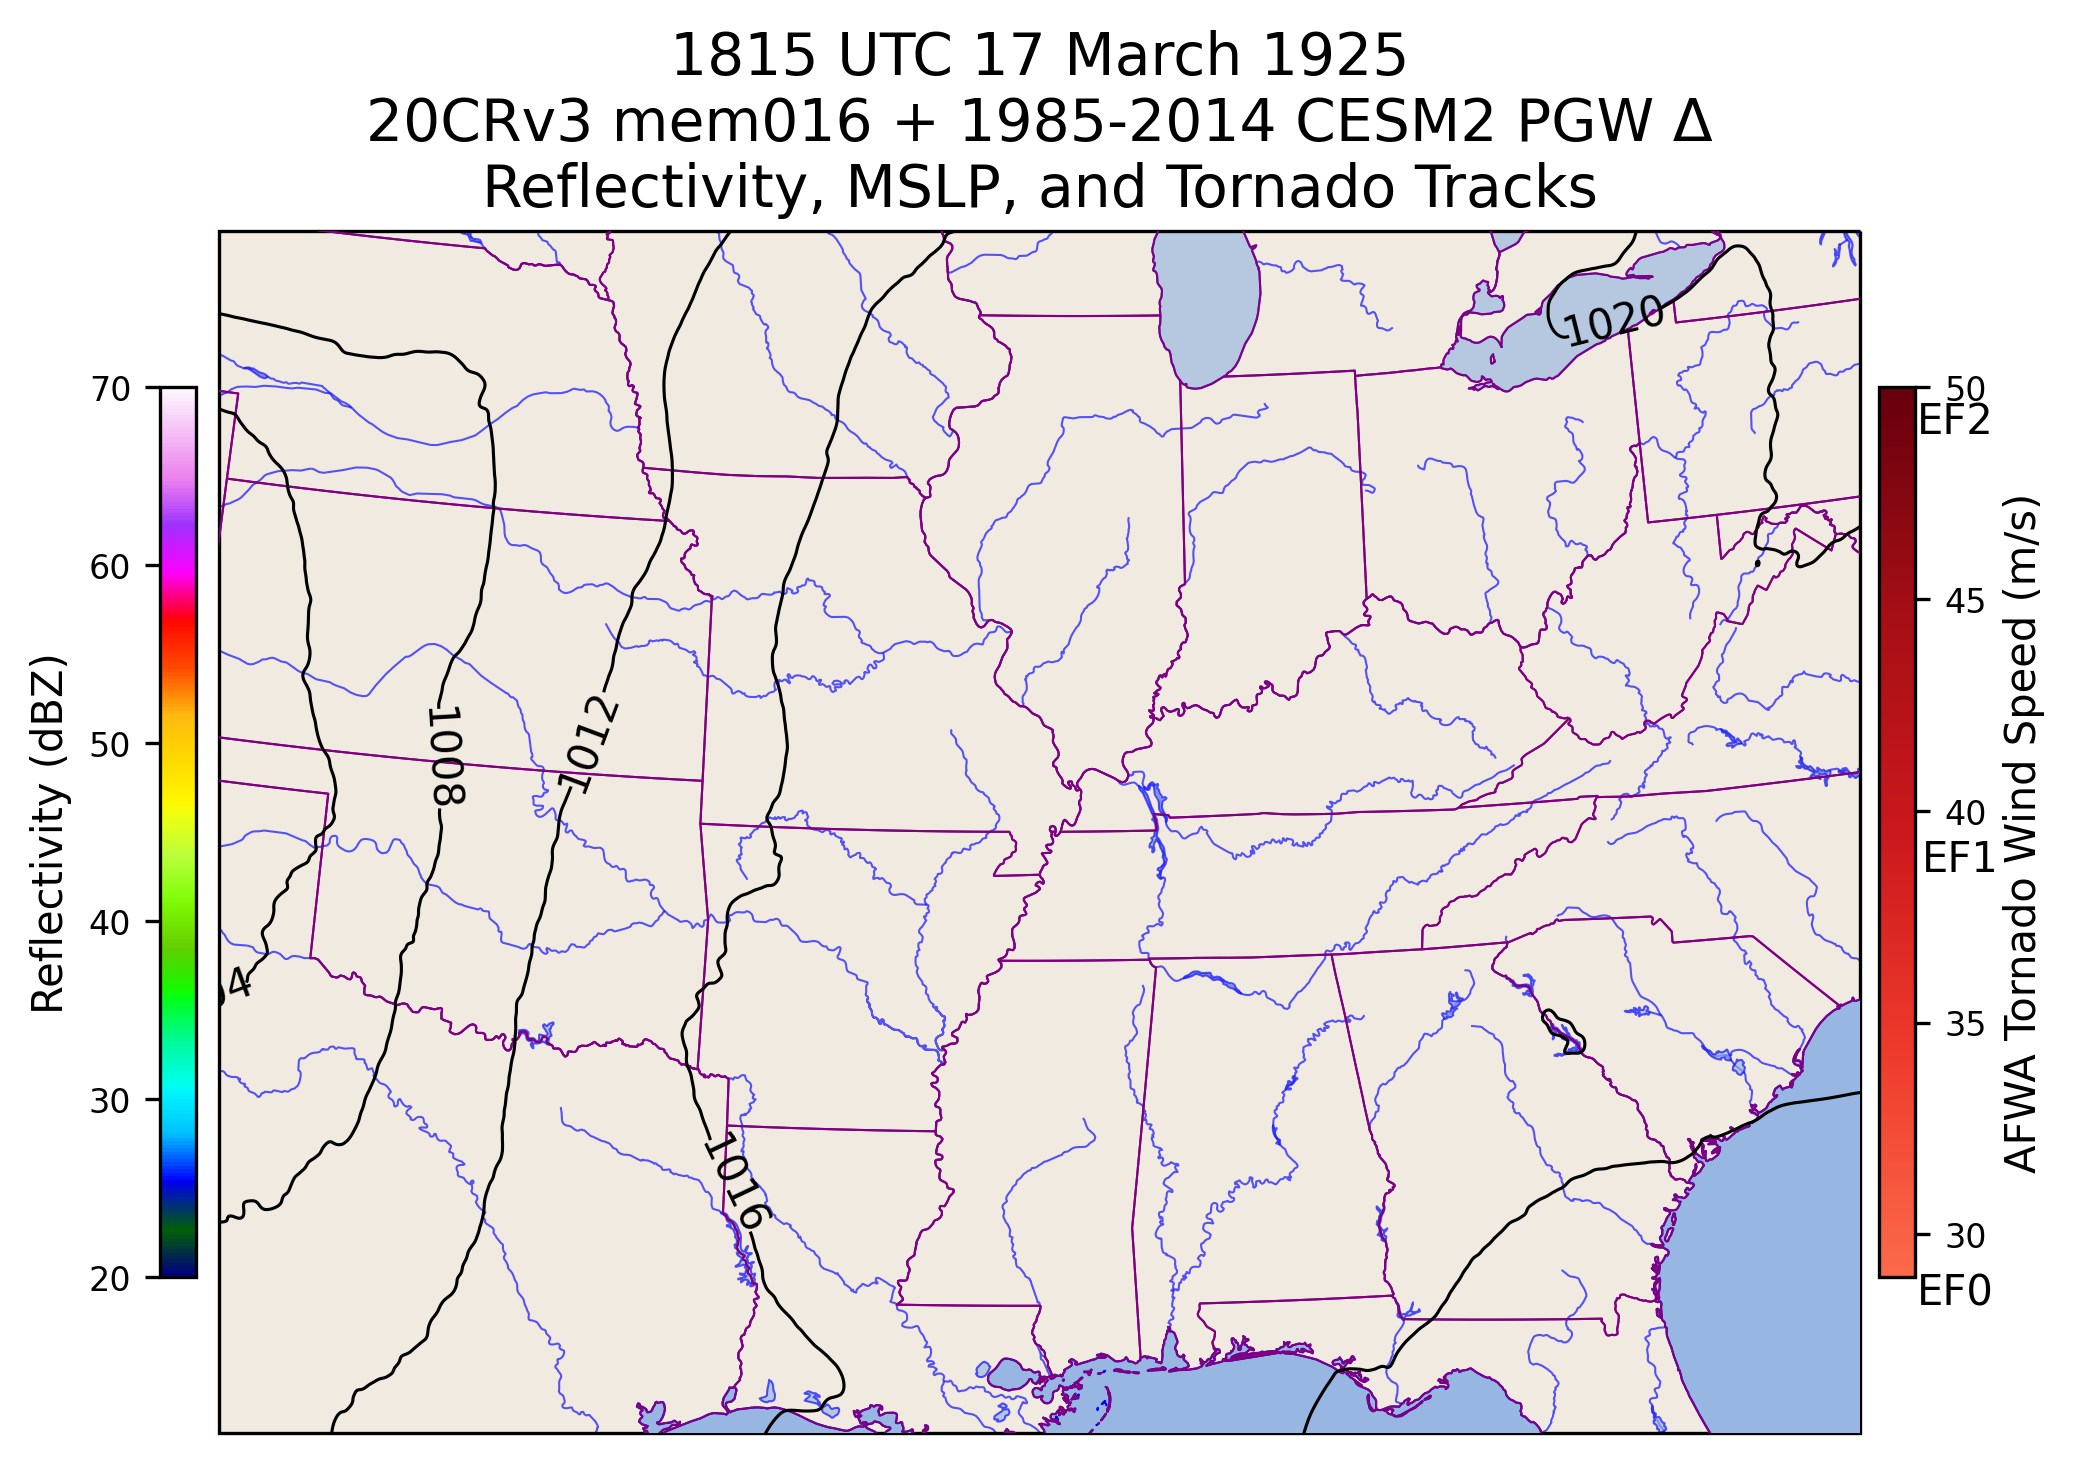 1815 UTC 17 March 1925
20CRv3 mem016 + 1985-2014 CESM2 PGW Δ
Reflectivity, MSLP, and Tornado Tracks
1020
1008
1012
04
1016
70
60
50
40
30
20
Reflectivity (dBZ)
50
EF2
45
40
EF1
35
30
EF0
AFWA Tornado Wind Speed (m/s)